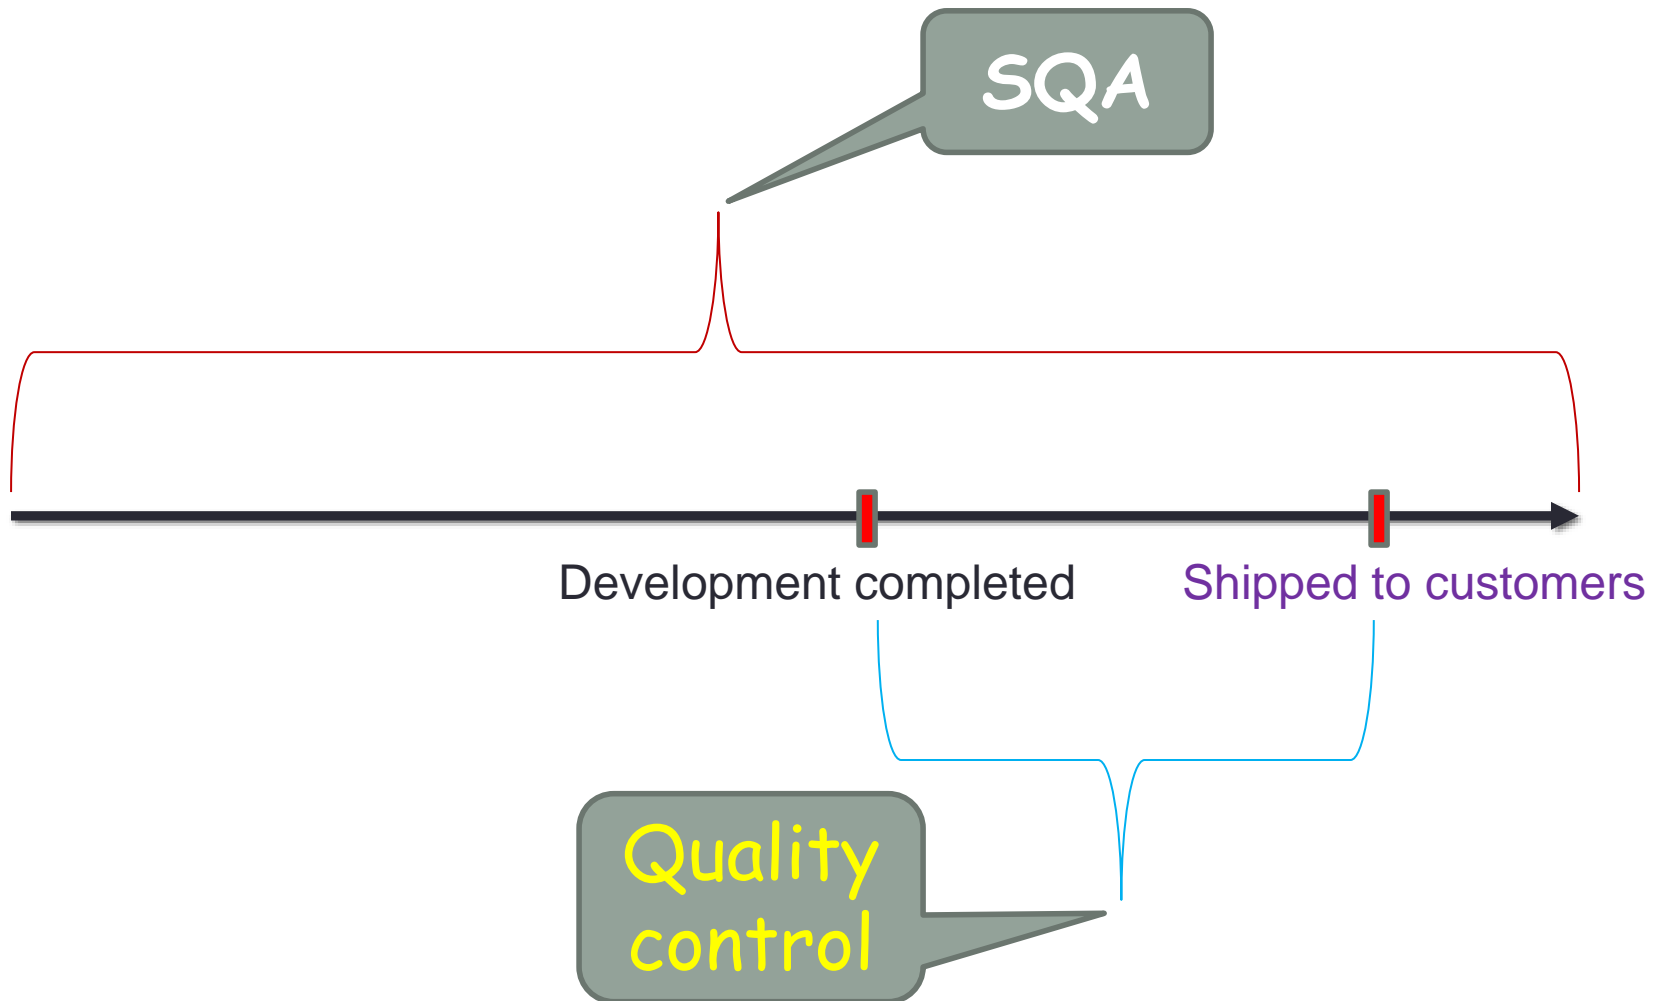 SQA
Development completed
Shipped to customers
Quality
control